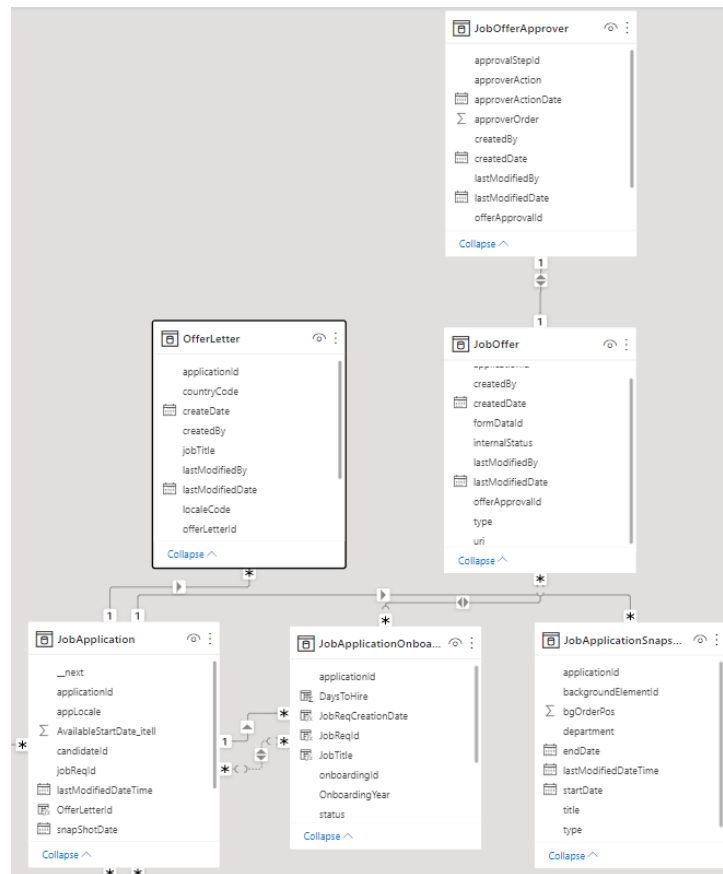 JobOfferApprover
approvalStepId
approverAction
approverActionDate
∑ approverOrder
createdBy
createdDate
lastModifiedBy
lastModifiedDate
offerApprovalId
Collapse
1
1
OfferLetter
applicationId
countryCode
createDate
createdBy
jobTitle
lastModifiedBy
lastModifiedDate
localeCode
offerLetterId
Collapse
*
JobOffer
createdBy
createdDate
formDataId
internalStatus
lastModifiedBy
lastModifiedDate
offerApprovalId
type
uri
Collapse
*
1
1
*
*
JobApplication
__next
applicationId
appLocale
∑ AvailableStartDate_itell
candidateId
jobReqId
lastModifiedDateTime
OfferLetterId
snapShotDate
Collapse
*
*
*
1
*
*
*
JobApplicationOnboa...
applicationId
DaysToHire
JobReqCreationDate
JobReqId
JobTitle
onboardingId
OnboardingYear
status
Collapse
JobApplicationSnaps...
applicationId
backgroundElementId
∑ bgOrderPos
department
endDate
lastModifiedDateTime
startDate
title
type
Collapse